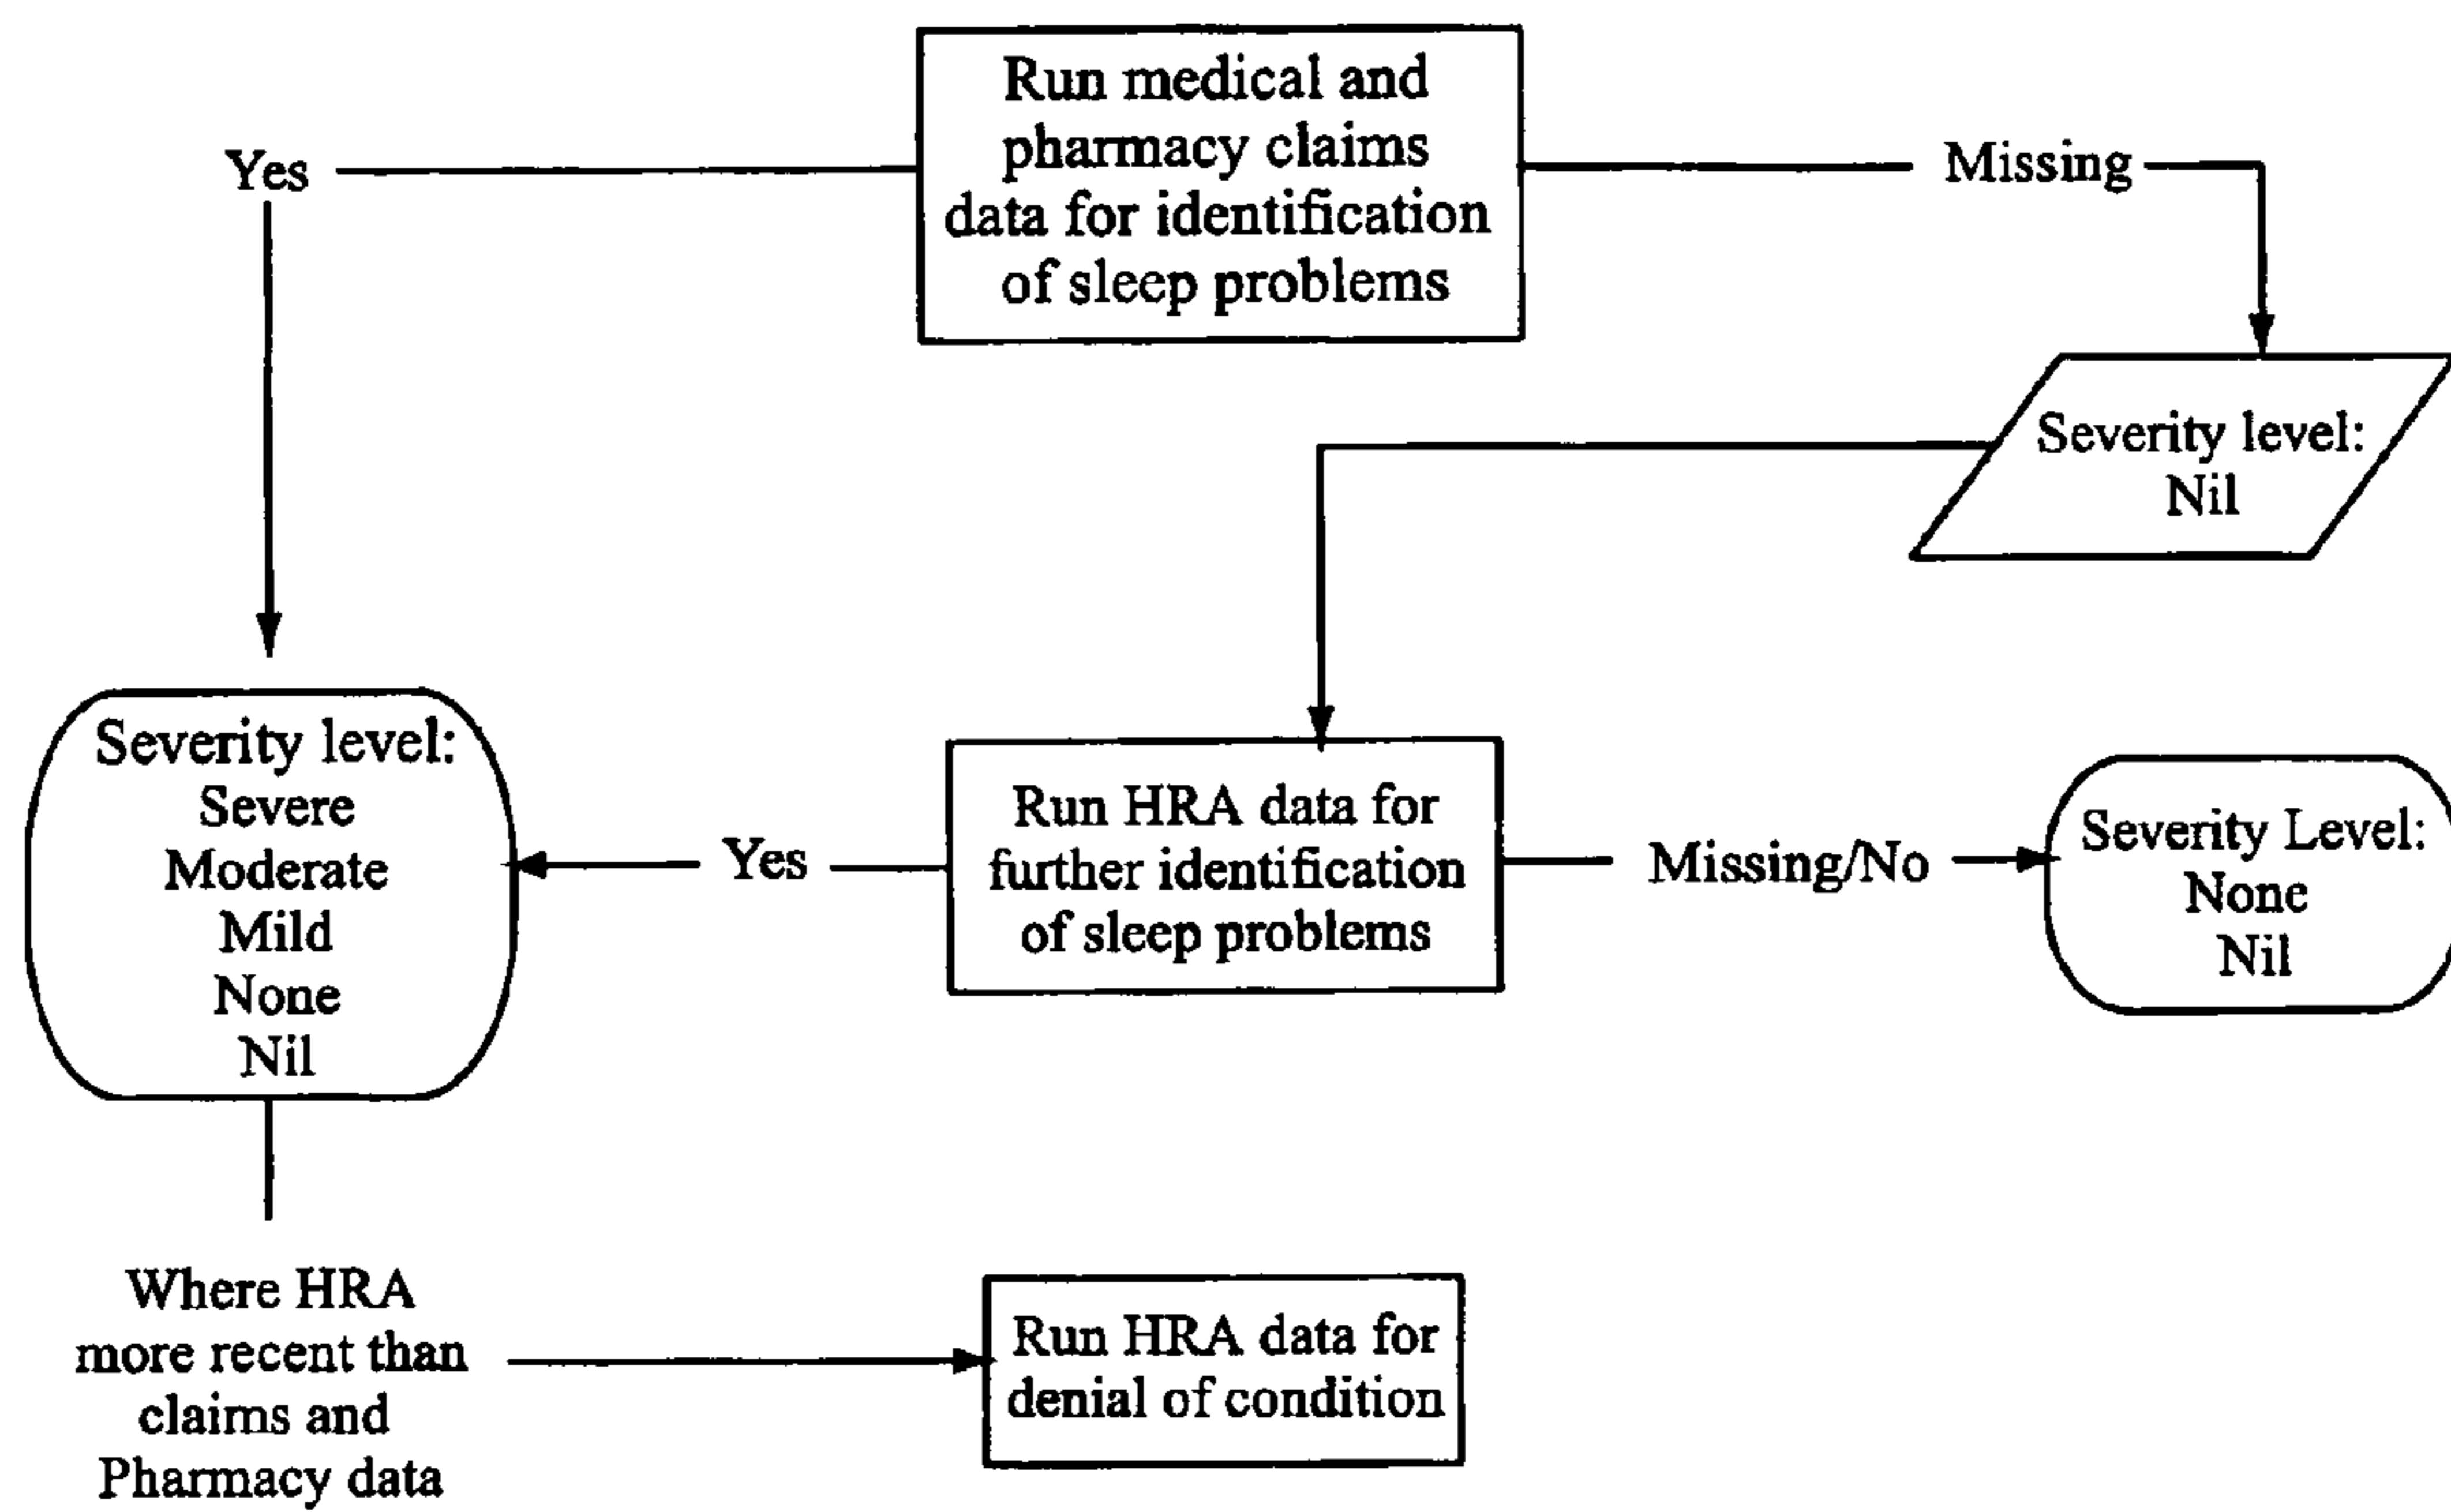 Run medical and
pharmacy claims
data for identification
of sleep problems
Yes
Missing
Severity level:
Nil
Severity level:
Severe
Moderate
Mild
None
Nil
Yes
Run HRA data for
further identification
of sleep problems
Missing/No
Severity Level:
None
Nil
Where HRA
more recent than
claims and
Pharmacy data
Run HRA data for
denial of condition